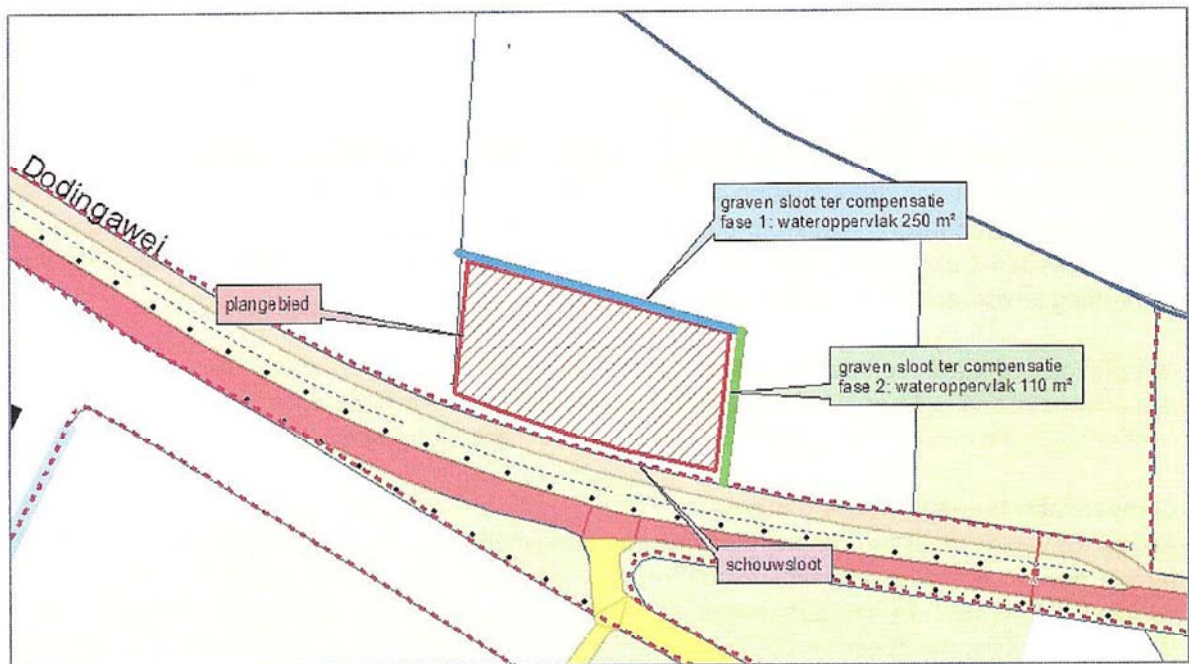 Dodingawei
graven sloot ter compensatie
fase 1: wateroppervlak 250 m²
plangebied
graven sloot ter compensatie
fase 2: wateroppervlak 110 m²
schouwsloot